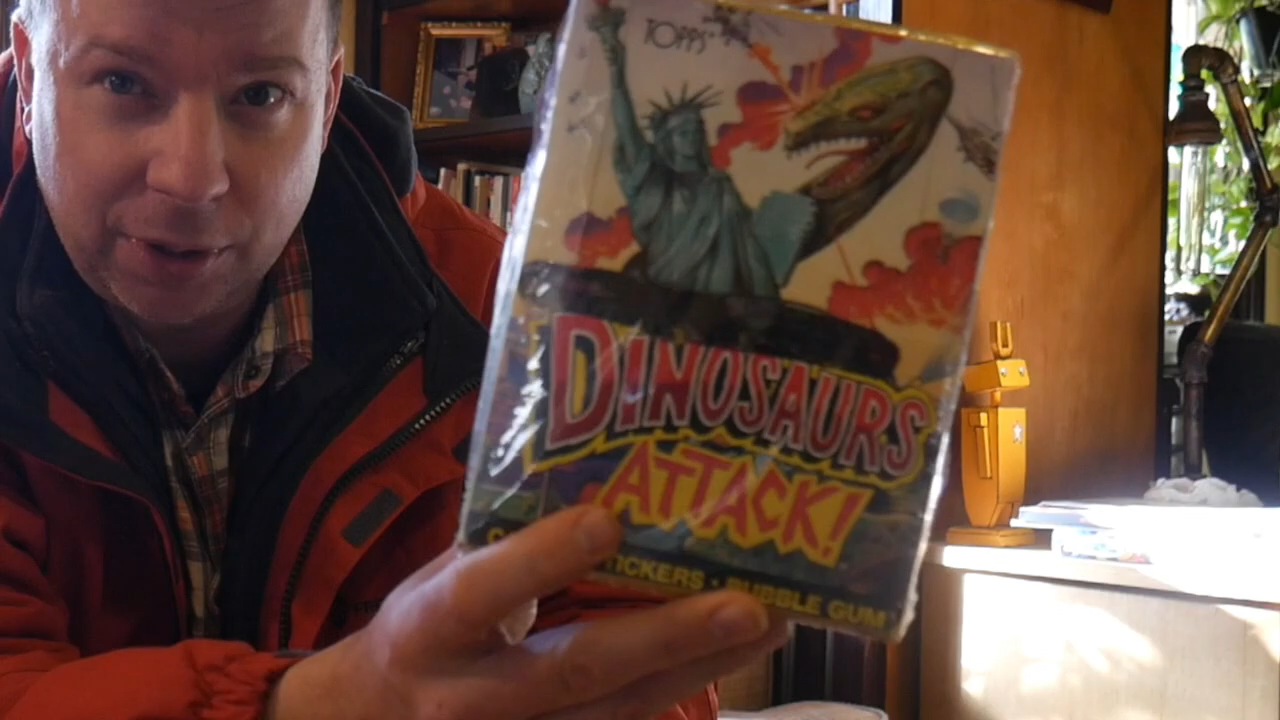 TOPPS
DINOSAURS
ATTACK!
STICKERS • BUBBLE GUM